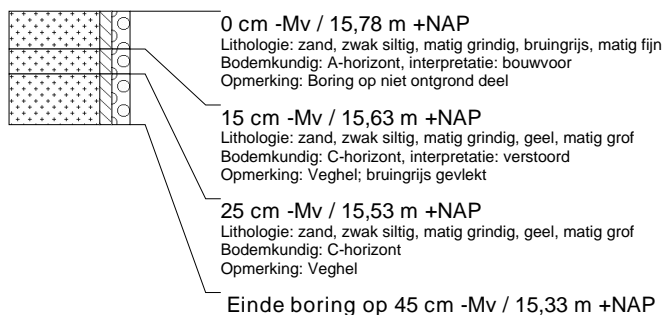 0 cm -Mv / 15,78 m +NAP
Lithologie: zand, zwak siltig, matig grindig, bruingrijs, matig fijn
Bodemkundig: A-horizont, interpretatie: bouwvoor
Opmerking: Boring op niet ontgrond deel
15 cm -Mv / 15,63 m +NAP
Lithologie: zand, zwak siltig, matig grindig, geel, matig grof
Bodemkundig: C-horizont, interpretatie: verstoord
Opmerking: Veghel; bruingrijs gevlekt
25 cm -Mv / 15,53 m +NAP
Lithologie: zand, zwak siltig, matig grindig, geel, matig grof
Bodemkundig: C-horizont
Opmerking: Veghel
Einde boring op 45 cm -Mv / 15,33 m +NAP